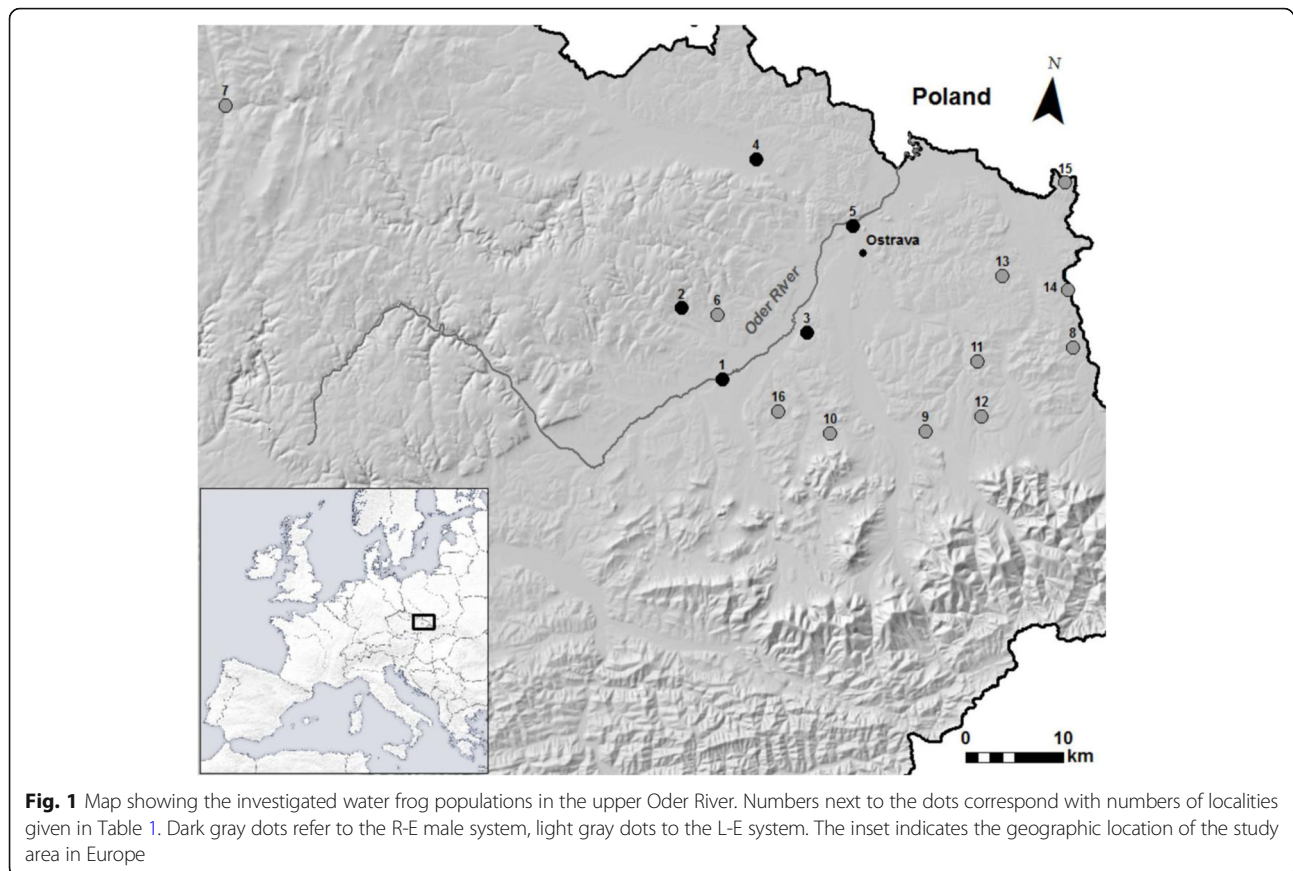 N
Poland
7
4
15
5
Ostrava
13
14
2
6
Oder River
3
8
11
1
16
12
10
9
0 10
km
Fig. 1 Map showing the investigated water frog populations in the upper Oder River. Numbers next to the dots correspond with numbers of localities
given in Table 1. Dark gray dots refer to the R-E male system, light gray dots to the L-E system. The inset indicates the geographic location of the study
area in Europe